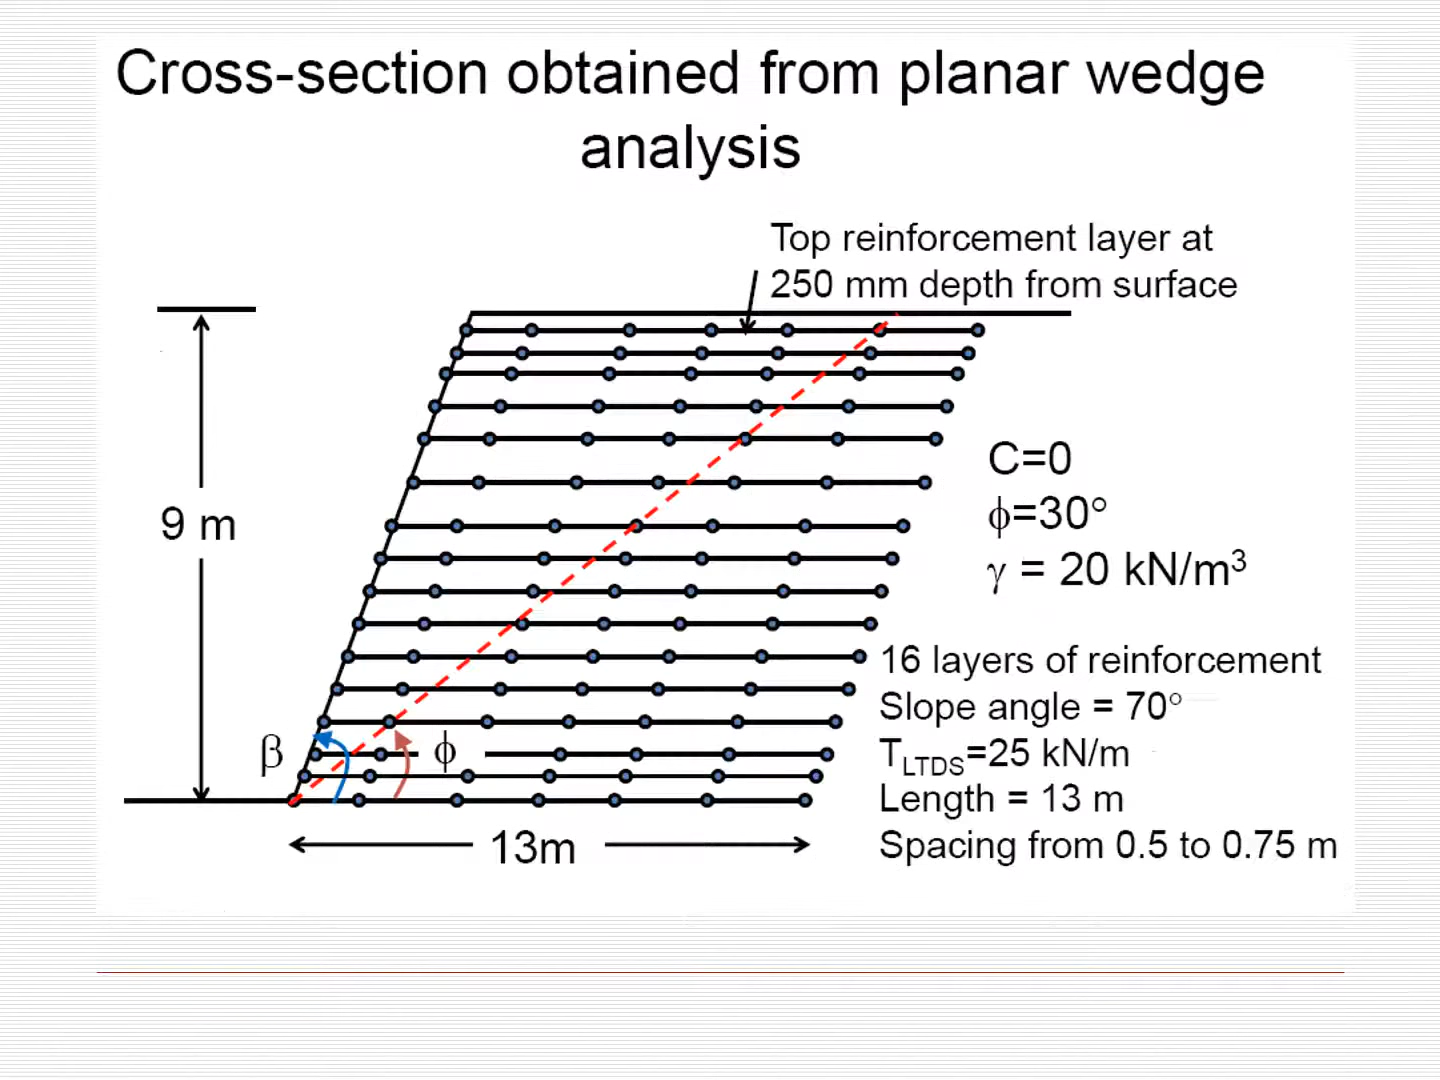 Cross-section obtained from planar wedge
analysis
Top reinforcement layer at
250 mm depth from surface
C=0
9 m
ϕ=30°
γ = 20 kN/m³
16 layers of reinforcement
Slope angle = 70°
β
ϕ
T_LTDS=25 kN/m
Length = 13 m
13m
Spacing from 0.5 to 0.75 m